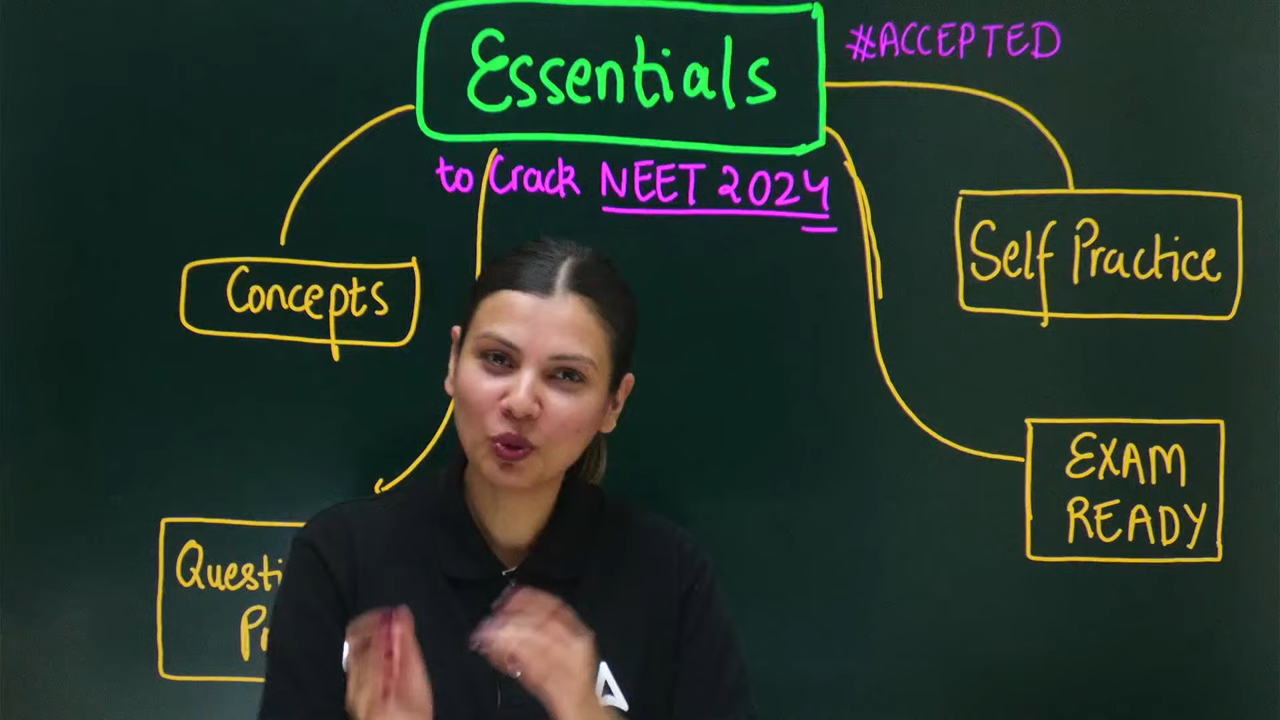 Essentials
#ACCEPTED
to Crack NEET 2024
Concepts
Self Practice
EXAM
READY